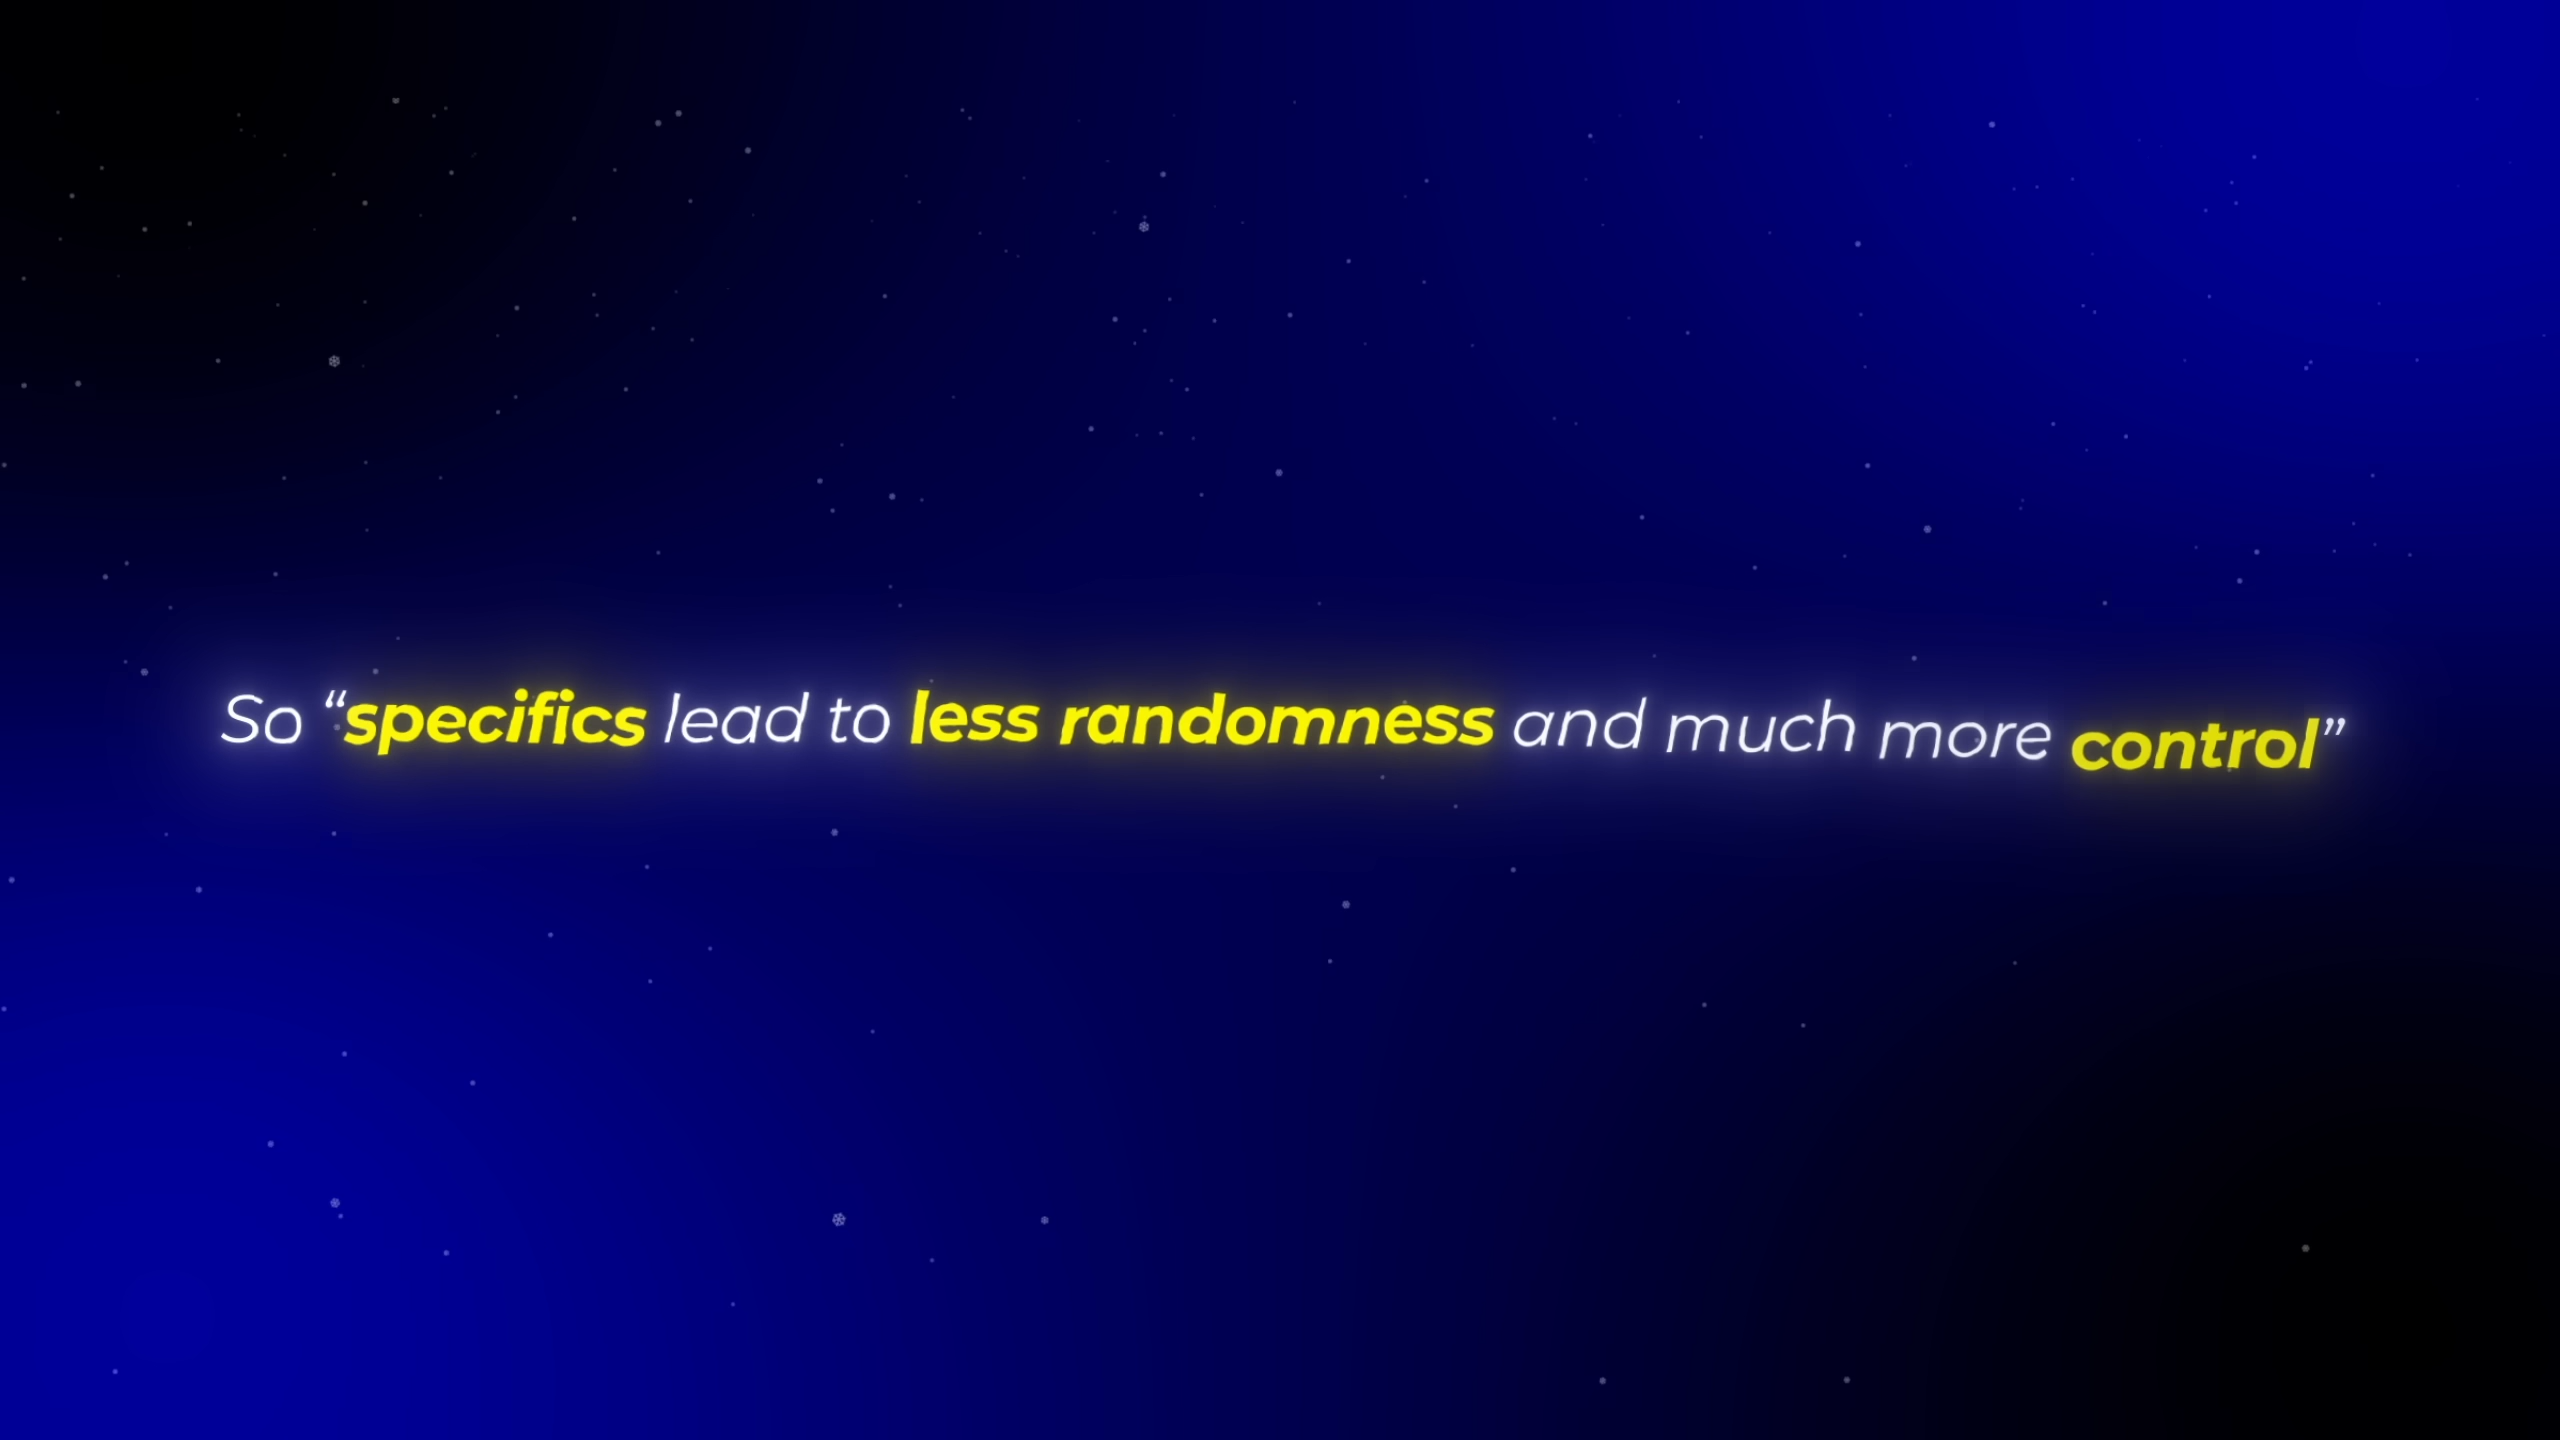 So “specifics lead to less randomness and much more control”